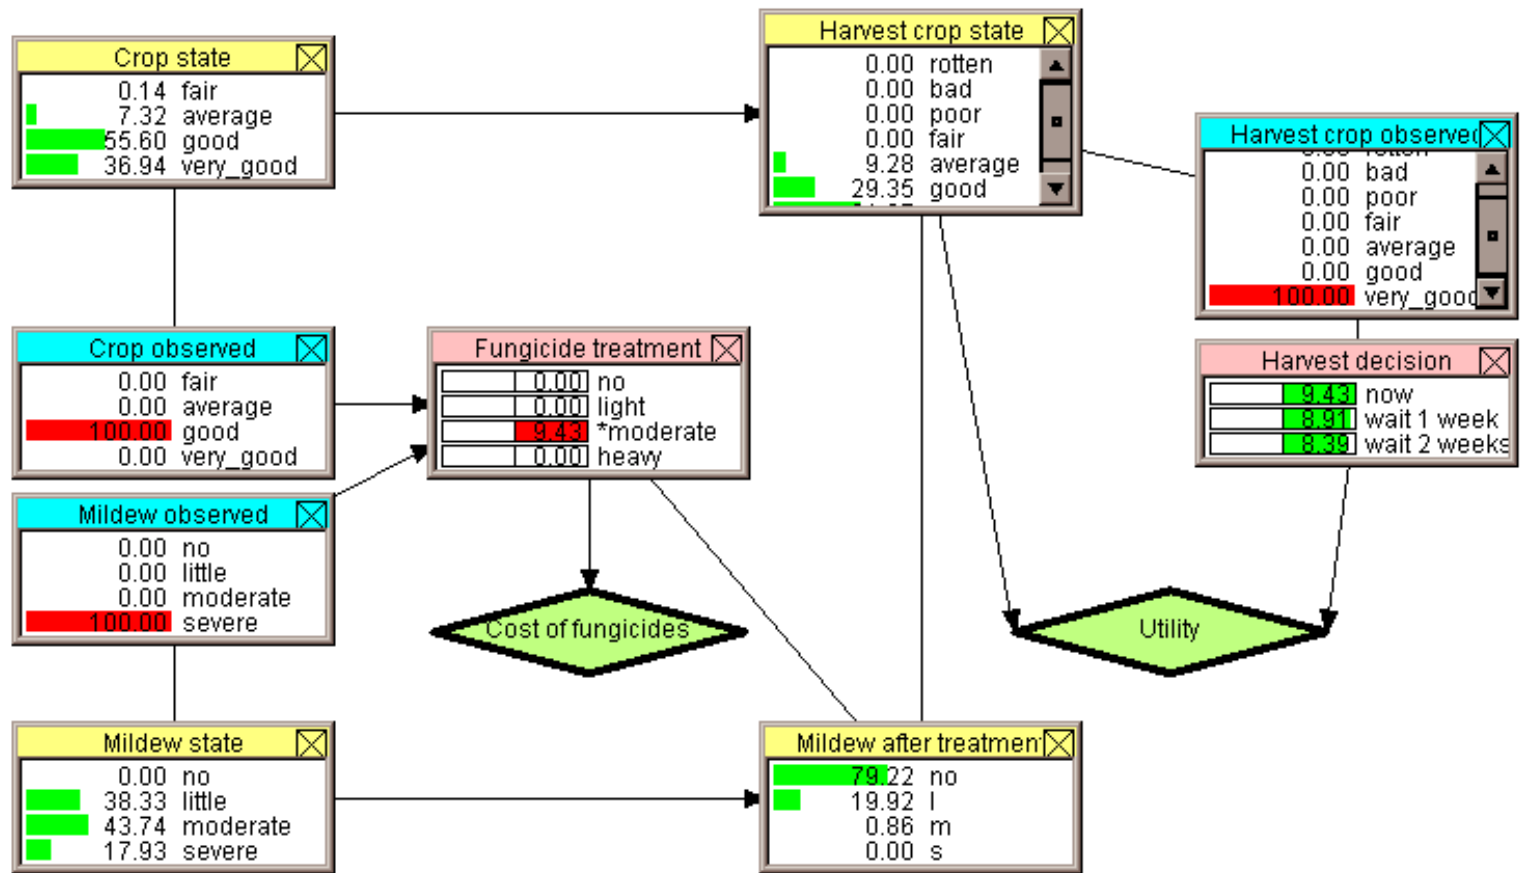 Crop state
0.14 fair
7.32 average
55.60 good
36.94 very_good
Harvest crop state
0.00 rotten
0.00 bad
0.00 poor
0.00 fair
9.28 average
29.35 good
Harvest crop observed
0.00 bad
0.00 poor
0.00 fair
0.00 average
0.00 good
100.00 very_good
Crop observed
0.00 fair
0.00 average
100.00 good
0.00 very_good
Fungicide treatment
0.00 no
0.00 light
9.43 *moderate
0.00 heavy
Harvest decision
9.43 now
8.91 wait 1 week
8.39 wait 2 weeks
Mildew observed
0.00 no
0.00 little
0.00 moderate
100.00 severe
Cost of fungicides
Utility
Mildew state
0.00 no
38.33 little
43.74 moderate
17.93 severe
Mildew after treatment
79.22 no
19.92 l
0.86 m
0.00 s